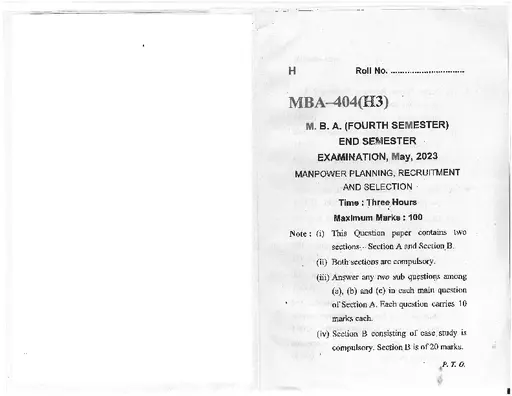 H Roll No. ................................
MBA–404(H3)
M. B. A. (FOURTH SEMESTER)
END SEMESTER
EXAMINATION, May, 2023
MANPOWER PLANNING, RECRUITMENT
AND SELECTION
Time : Three Hours
Maximum Marks : 100
Note : (i) This Question paper contains two
sections– Section A and Section B.
(ii) Both sections are compulsory.
(iii) Answer any two sub questions among
(a), (b) and (c) in each main question
of Section A. Each question carries 10
marks each.
(iv) Section B consisting of case study is
compulsory. Section B is of 20 marks.
P. T. O.